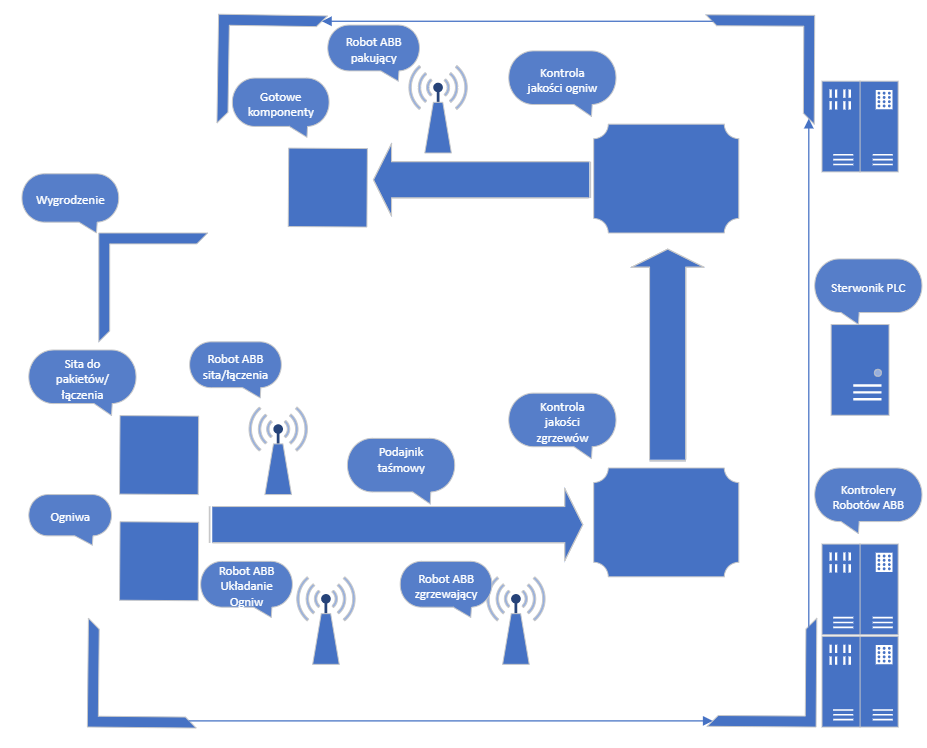 Robot ABB
pakujący
Kontrola
jakości ogniw
Gotowe
komponenty
Wygrodzenie
Sterwonik PLC
Sita do
pakietów/
łączenia
Robot ABB
sita/łączenia
Kontrola
jakości
zgrzewów
Podajnik
taśmowy
Kontrolery
Robotów ABB
Ogniwa
Robot ABB
Układanie
Ogniw
Robot ABB
zgrzewający